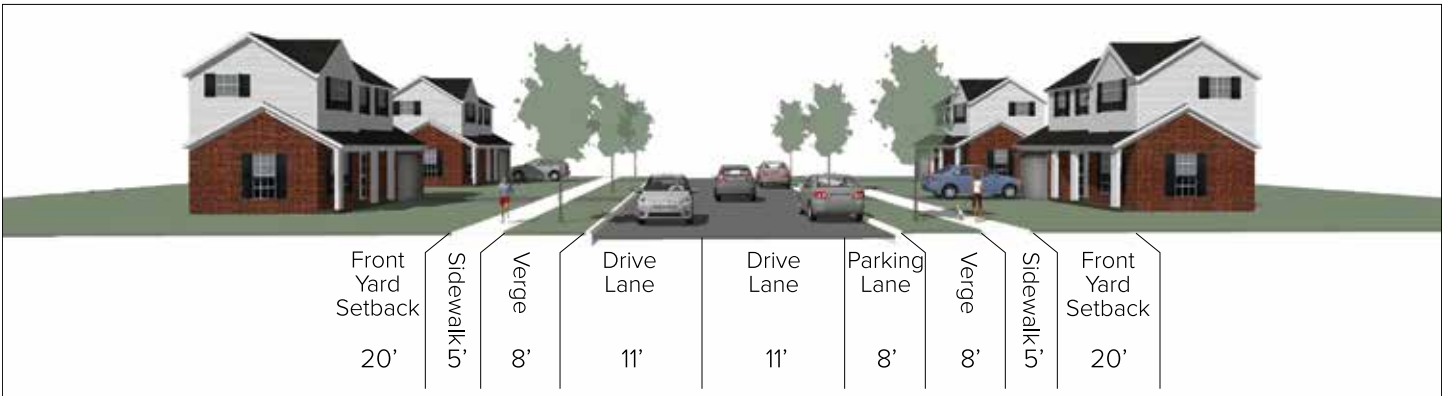 Front
Yard
Setback
20’
Sidewalk
5’
Verge
8’
Drive
Lane
11’
Drive
Lane
11’
Parking
Lane
8’
Verge
8’
Sidewalk
5’
Front
Yard
Setback
20’